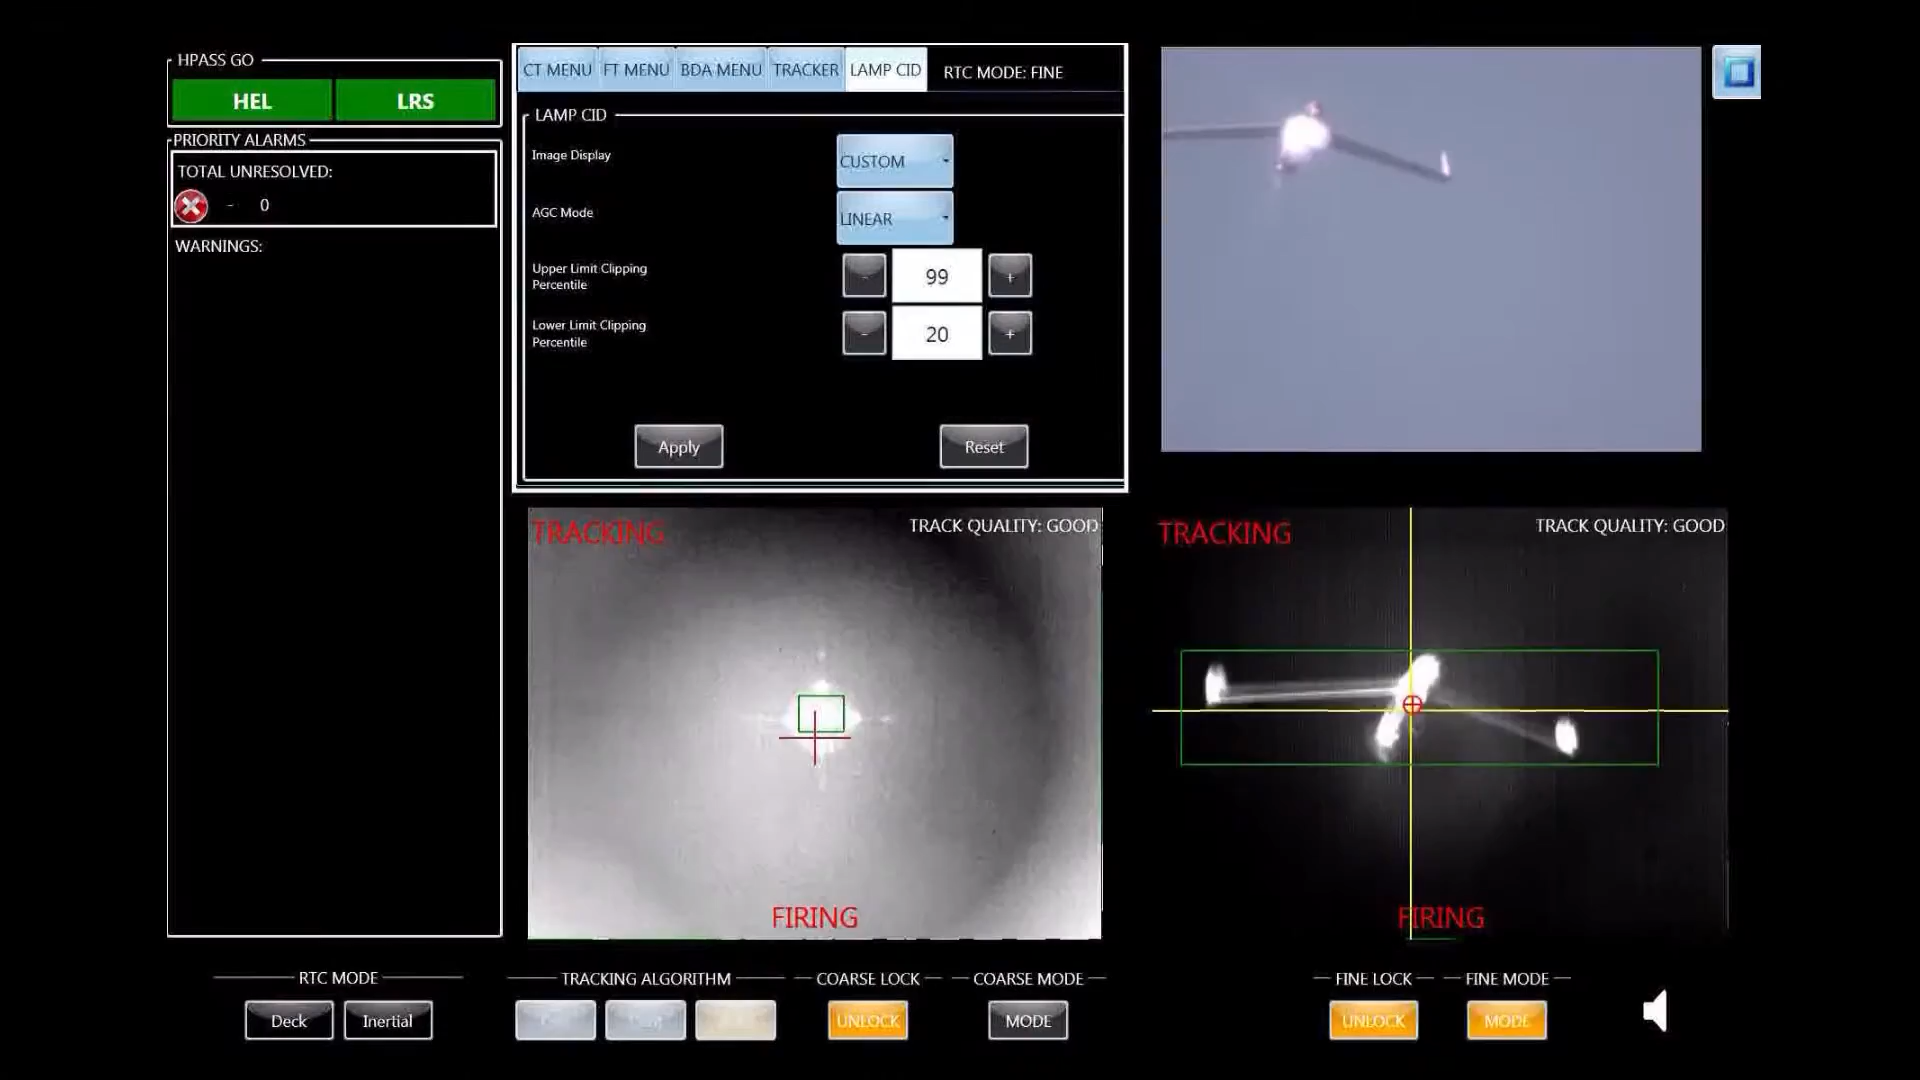 HPASS GO
HEL
LRS
PRIORITY ALARMS
TOTAL UNRESOLVED:
- 0
WARNINGS:
CT MENU
FT MENU
BDA MENU
TRACKER
LAMP CID
RTC MODE: FINE
LAMP CID
Image Display
CUSTOM
AGC Mode
LINEAR
Upper Limit Clipping
Percentile
- 99 +
Lower Limit Clipping
Percentile
- 20 +
Apply
Reset
TRACKING
TRACK QUALITY: GOOD
FIRING
TRACKING
TRACK QUALITY: GOOD
FIRING
RTC MODE
Deck
Inertial
TRACKING ALGORITHM
COARSE LOCK
UNLOCK
COARSE MODE
MODE
FINE LOCK
UNLOCK
FINE MODE
MODE